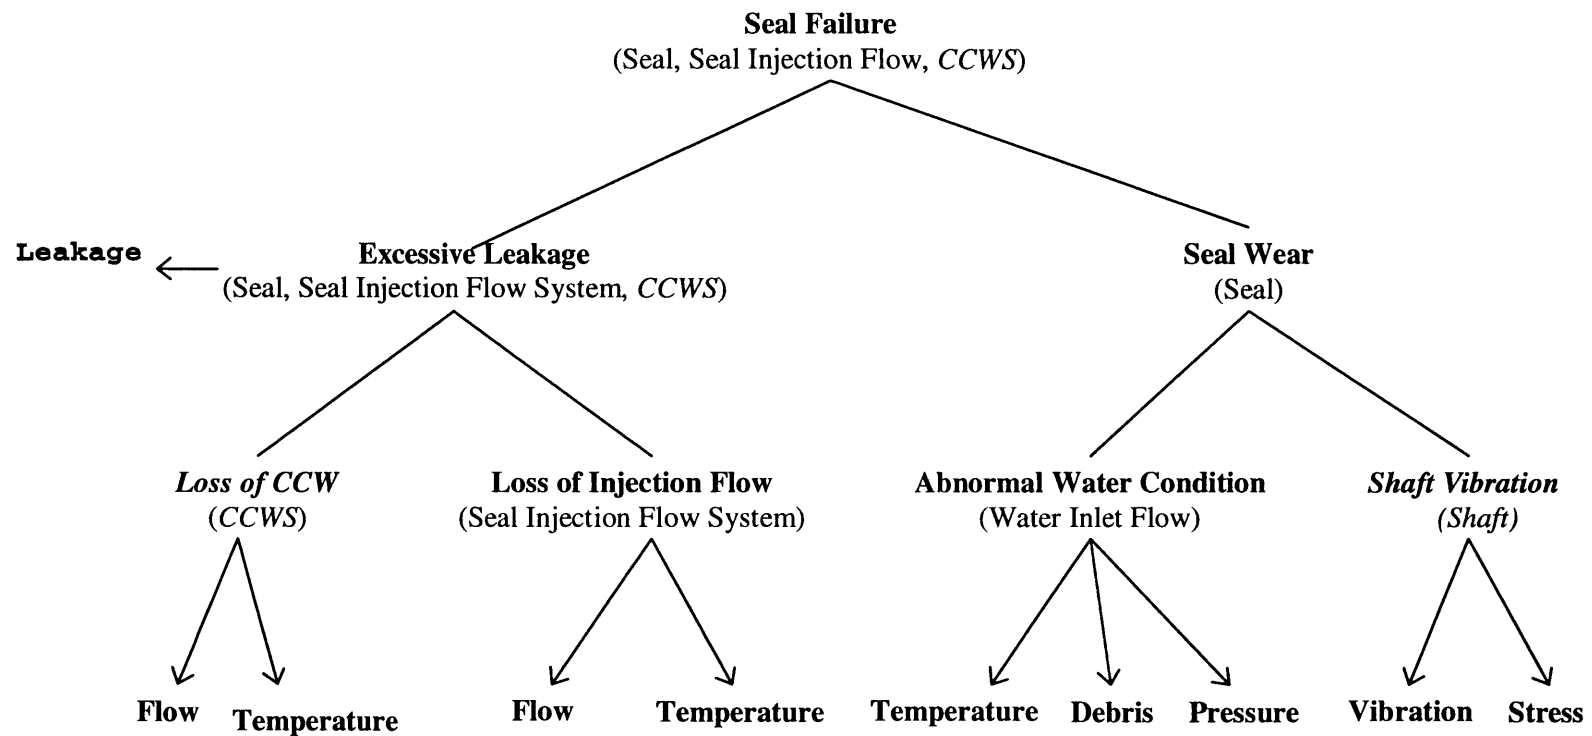 Seal Failure
(Seal, Seal Injection Flow, CCWS)
Leakage
Excessive Leakage
(Seal, Seal Injection Flow System, CCWS)
Seal Wear
(Seal)
Loss of CCW
(CCWS)
Loss of Injection Flow
(Seal Injection Flow System)
Abnormal Water Condition
(Water Inlet Flow)
Shaft Vibration
(Shaft)
Flow
Temperature
Flow
Temperature
Temperature
Debris
Pressure
Vibration
Stress